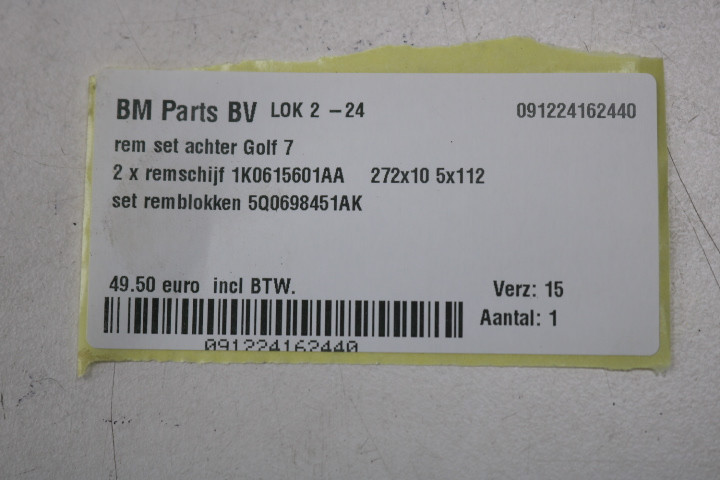 BM Parts BV LOK 2 -24 091224162440
rem set achter Golf 7
2 x remschijf 1K0615601AA 272x10 5x112
set remblokken 5Q0698451AK
49.50 euro incl BTW. Verz: 15
Aantal: 1
091224162440